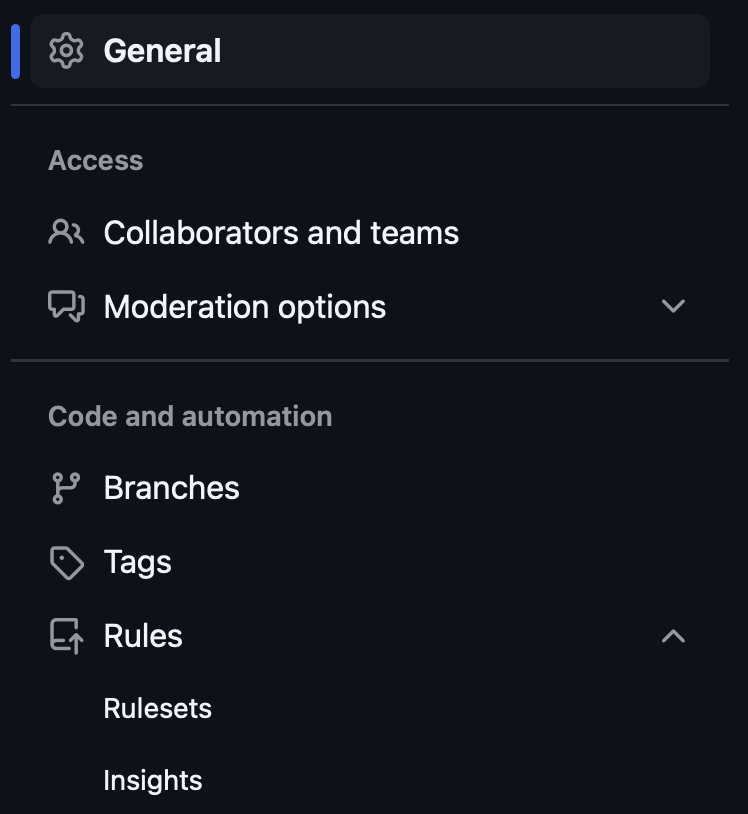 General
Access
Collaborators and teams
Moderation options
Code and automation
Branches
Tags
Rules
Rulesets
Insights